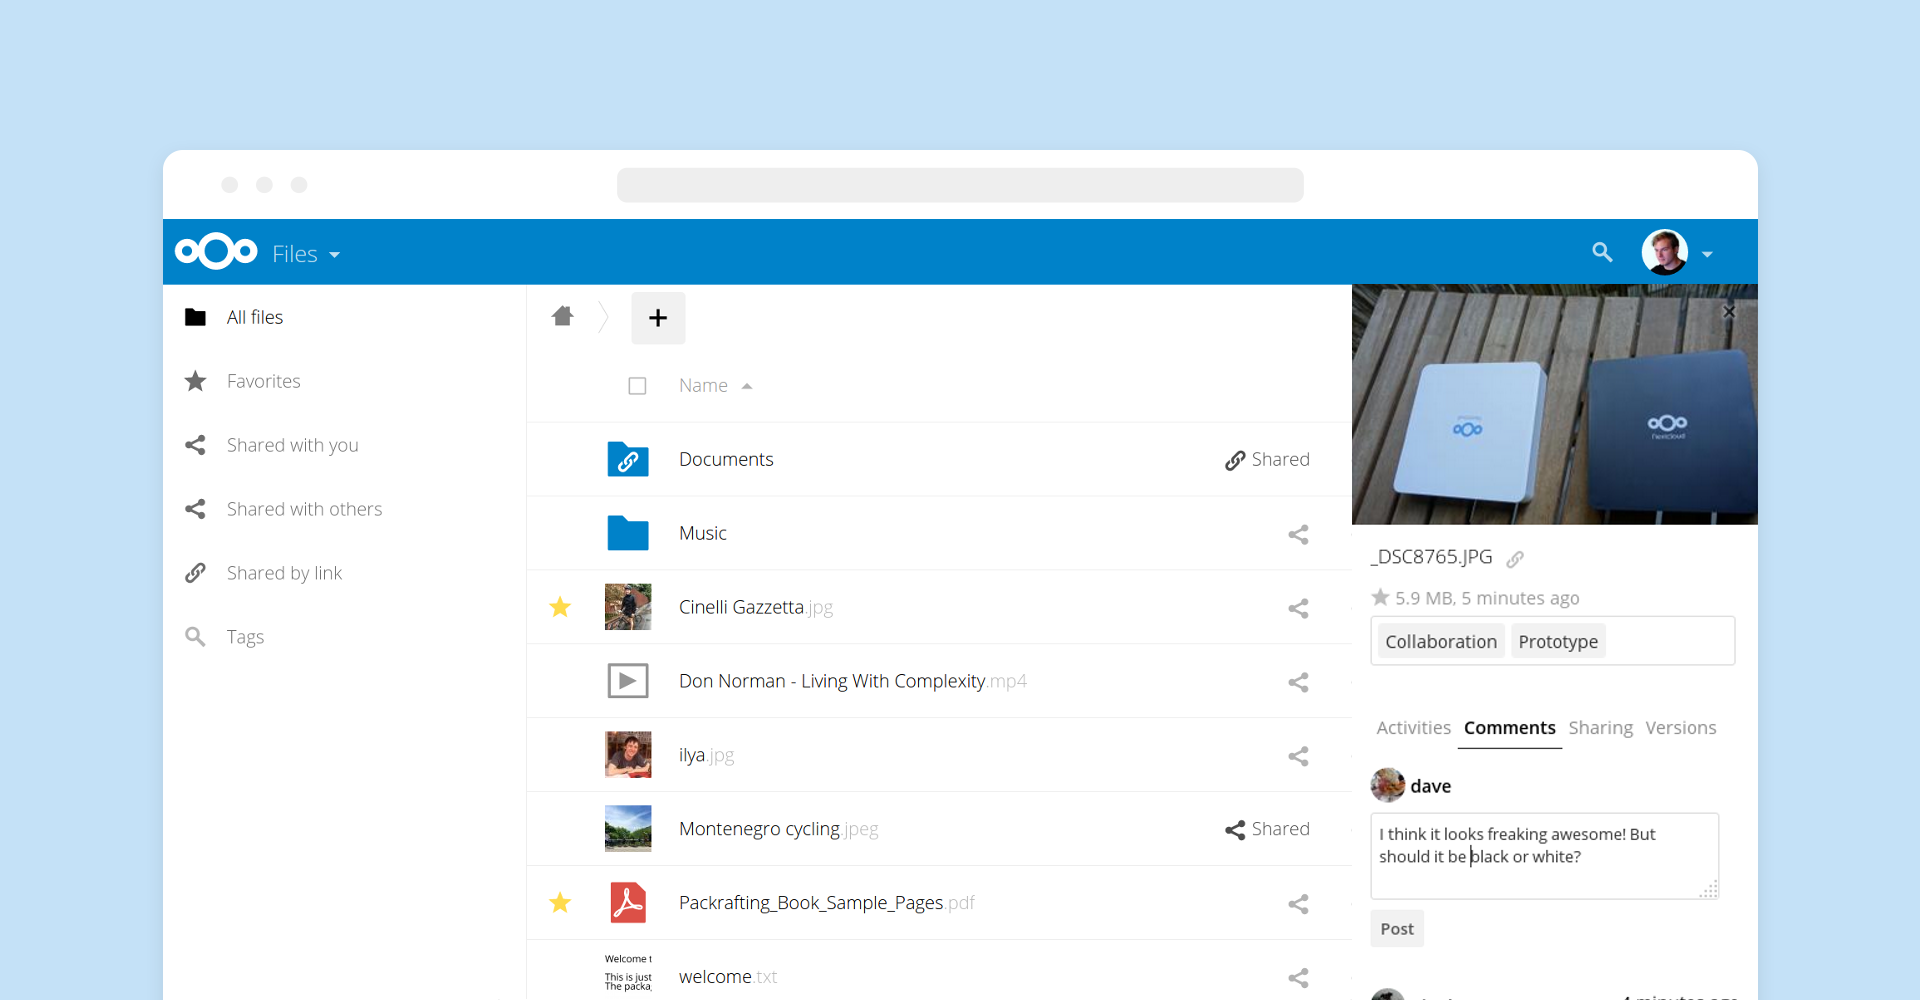 Files
All files
Favorites
Shared with you
Shared with others
Shared by link
Tags
Name
Documents
Shared
Music
Cinelli Gazzetta.jpg
Don Norman - Living With Complexity.mp4
ilya.jpg
Montenegro cycling.jpeg
Shared
Packrafting_Book_Sample_Pages.pdf
Welcome t
This is just
The packa
welcome.txt
nextcloud
_DSC8765.JPG
5.9 MB, 5 minutes ago
Collaboration Prototype
Activities Comments Sharing Versions
dave
I think it looks freaking awesome! But
should it be black or white?
Post